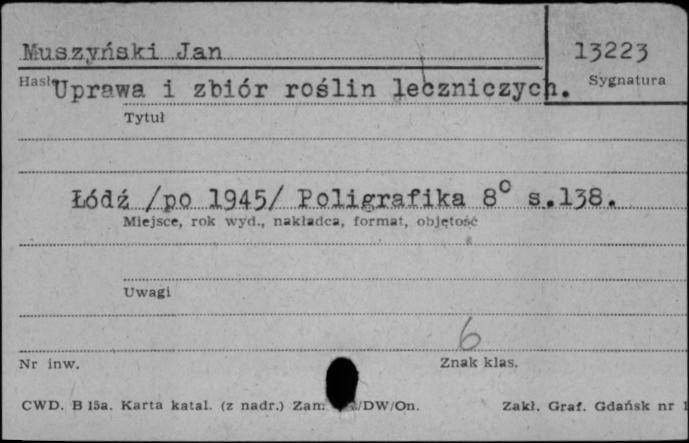 Muszyński Jan
13223
Hasło
Sygnatura
Uprawa i zbiór roślin leczniczych.
Tytuł
Łódź /po 1945/ Poligrafika 8° s.138.
Miejsce, rok wyd., nakładca, format, objętość
Uwagi
6
Nr inw.
Znak klas.
CWD. B 15a. Karta katal. (z nadr.) Zam /DW/On.
Zakł. Graf. Gdańsk nr 1